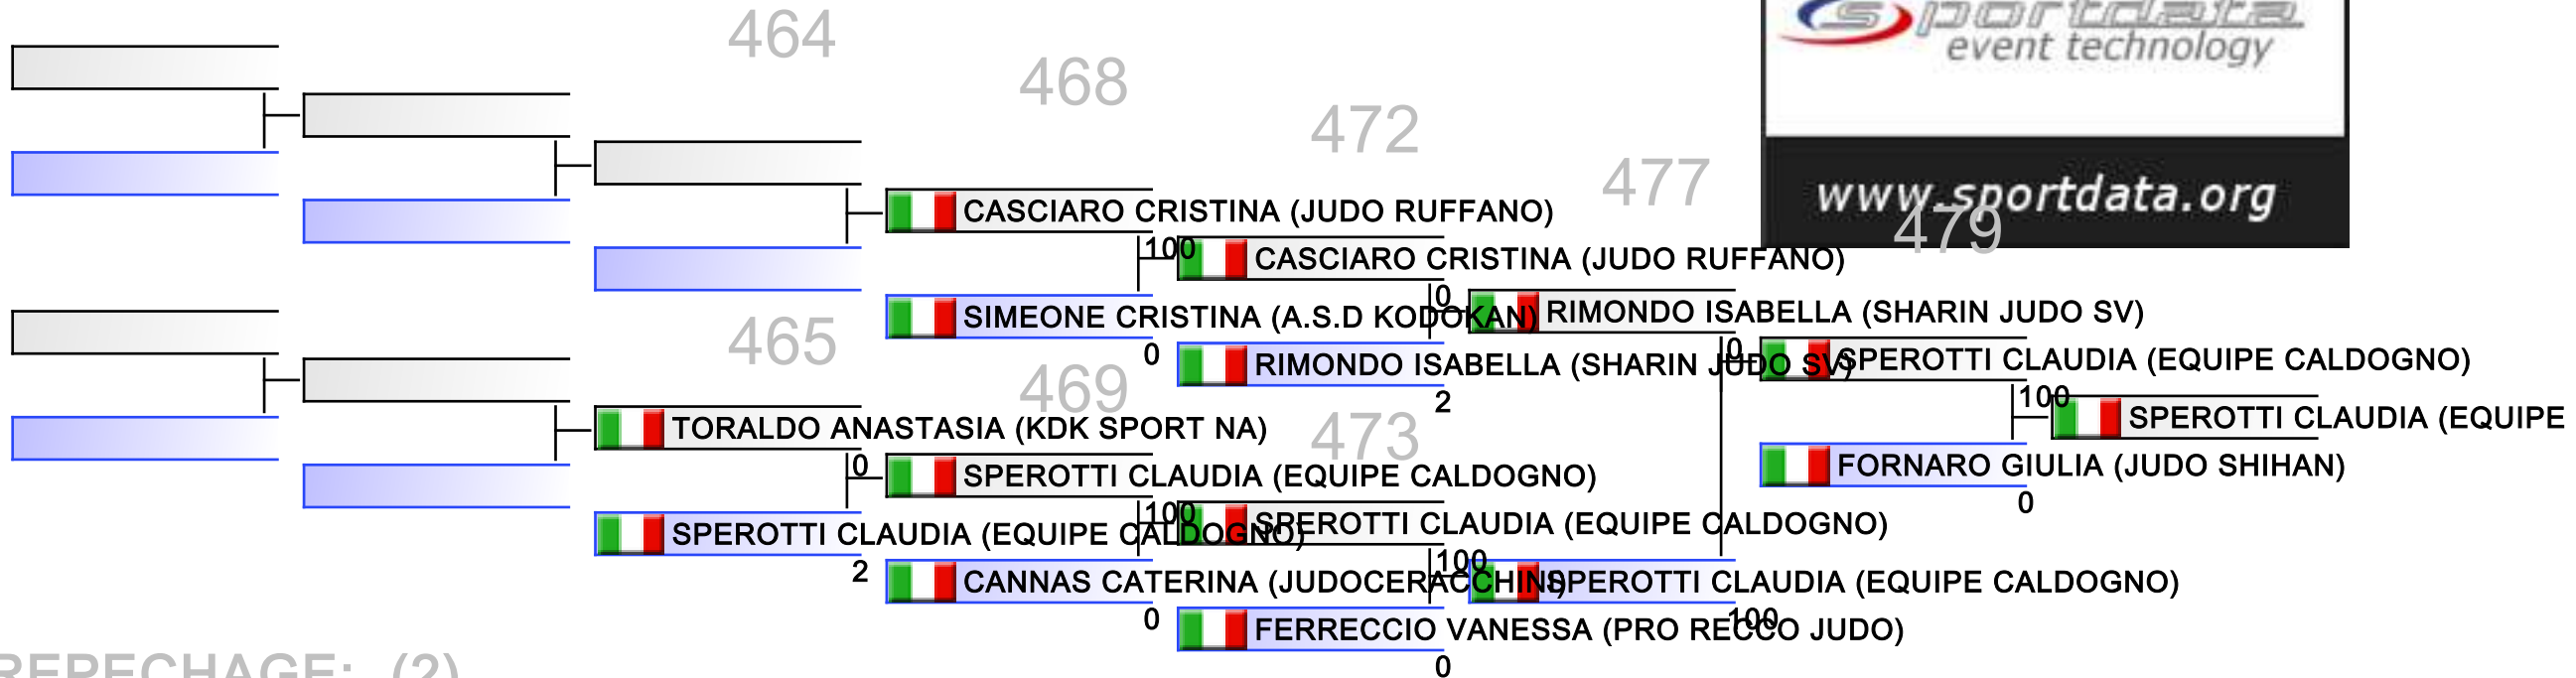 464
sportdata
event technology
468
472
477
www.sportdata.org
479
CASCIARO CRISTINA (JUDO RUFFANO)
100
CASCIARO CRISTINA (JUDO RUFFANO)
0
SIMEONE CRISTINA (A.S.D KODOKAN)
0
RIMONDO ISABELLA (SHARIN JUDO SV)
0
465
RIMONDO ISABELLA (SHARIN JUDO SV)
2
SPEROTTI CLAUDIA (EQUIPE CALDOGNO)
100
469
SPEROTTI CLAUDIA (EQUIPE
473
TORALDO ANASTASIA (KDK SPORT NA)
0
FORNARO GIULIA (JUDO SHIHAN)
0
SPEROTTI CLAUDIA (EQUIPE CALDOGNO)
100
SPEROTTI CLAUDIA (EQUIPE CALDOGNO)
2
SPEROTTI CLAUDIA (EQUIPE CALDOGNO)
100
CANNAS CATERINA (JUDOCERACCHINI)
0
SPEROTTI CLAUDIA (EQUIPE CALDOGNO)
100
FERRECCIO VANESSA (PRO RECCO JUDO)
0
REPECHAGE: (2)